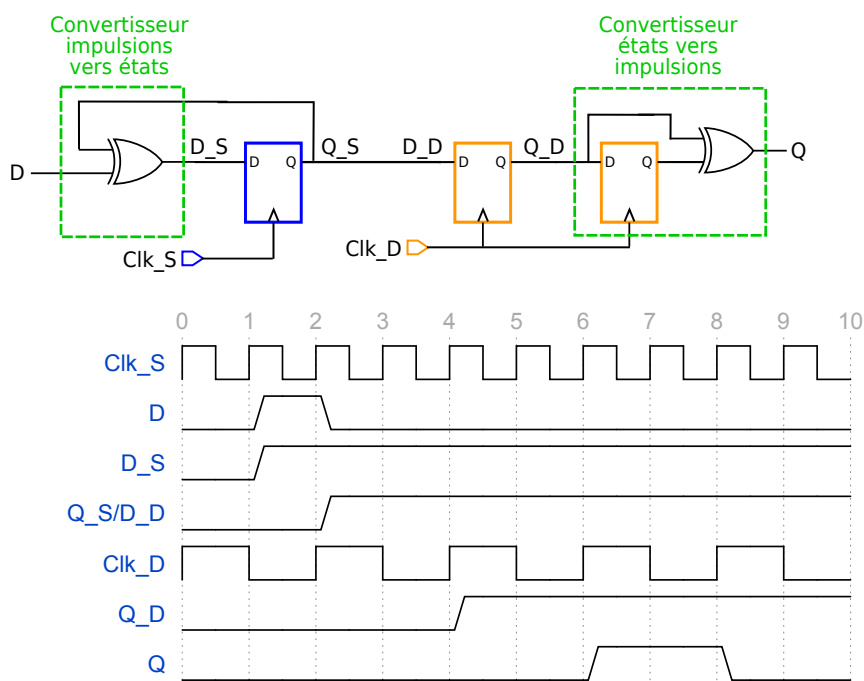 Convertisseur
impulsions
vers états
Convertisseur
états vers
impulsions
D
D_S
D Q
Q_S
D_D
D Q
Q_D
D Q
Q
Clk_S
Clk_D
0 1 2 3 4 5 6 7 8 9 10
Clk_S
D
D_S
Q_S/D_D
Clk_D
Q_D
Q